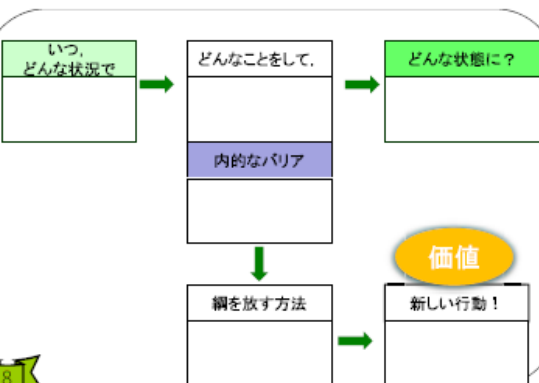 いつ,
どんな状況で
どんなことをして,
どんな状態に？
内的なバリア
価値
綱を放す方法
新しい行動！
8